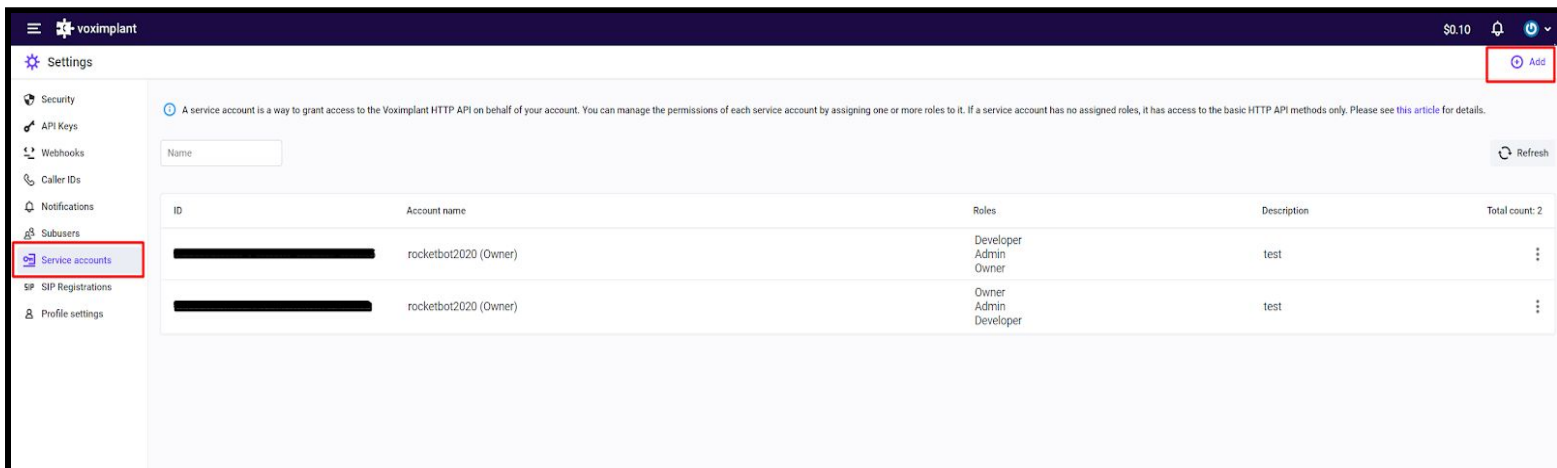 voximplant
$0.10
Settings
Add
Security
API Keys
Webhooks
Caller IDs
Notifications
Subusers
Service accounts
SIP SIP Registrations
Profile settings
A service account is a way to grant access to the Voximplant HTTP API on behalf of your account. You can manage the permissions of each service account by assigning one or more roles to it. If a service account has no assigned roles, it has access to the basic HTTP API methods only. Please see this article for details.
Name
Refresh
ID Account name Roles Description Total count: 2
Developer
rocketbot2020 (Owner) Admin test
Owner
Owner
rocketbot2020 (Owner) Admin test
Developer